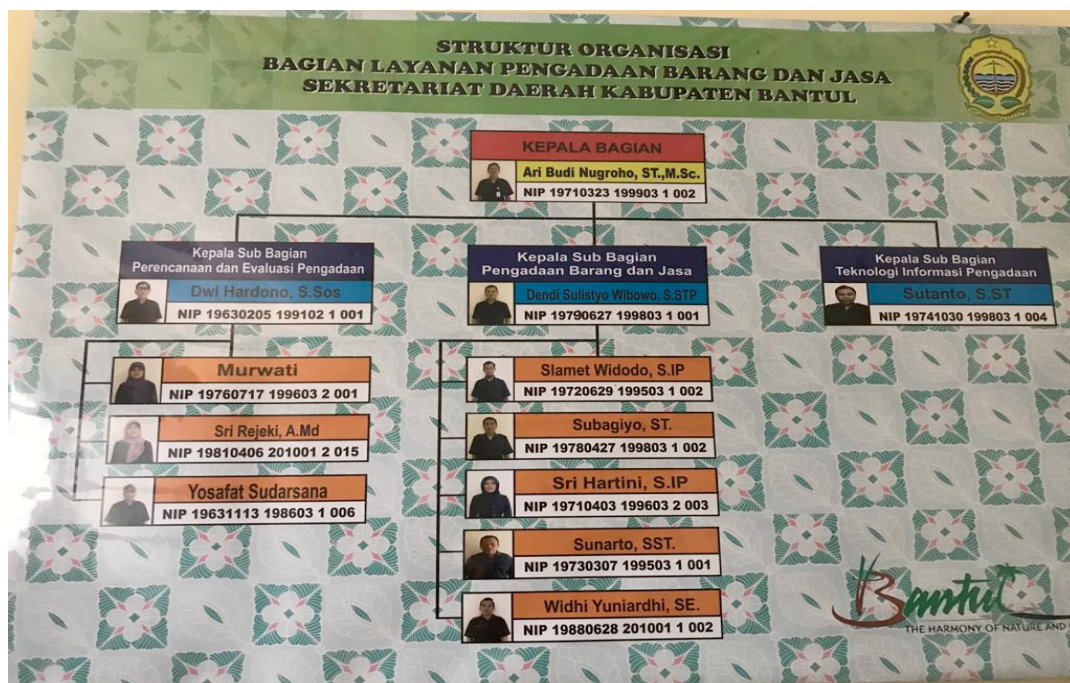 STRUKTUR ORGANISASI
BAGIAN LAYANAN PENGADAAN BARANG DAN JASA
SEKRETARIAT DAERAH KABUPATEN BANTUL
KEPALA BAGIAN
Ari Budi Nugroho, ST.,M.Sc.
NIP 19710323 199903 1 002
Kepala Sub Bagian
Perencanaan dan Evaluasi Pengadaan
Dwi Hardono, S.Sos
NIP 19630205 199102 1 001
Murwati
NIP 19760717 199603 2 001
Sri Rejeki, A.Md
NIP 19810406 201001 2 015
Yosafat Sudarsana
NIP 19631113 198603 1 006
Kepala Sub Bagian
Pengadaan Barang dan Jasa
Dendi Sulistyo Wibowo, S.STP
NIP 19790627 199803 1 001
Slamet Widodo, S.IP
NIP 19720629 199503 1 002
Subagiyo, ST.
NIP 19780427 199803 1 002
Sri Hartini, S.IP
NIP 19710403 199603 2 003
Sunarto, SST.
NIP 19730307 199503 1 001
Widhi Yuniardhi, SE.
NIP 19880628 201001 1 002
Kepala Sub Bagian
Teknologi Informasi Pengadaan
Sutanto, S.ST
NIP 19741030 199803 1 004
Bantul
THE HARMONY OF NATURE AND